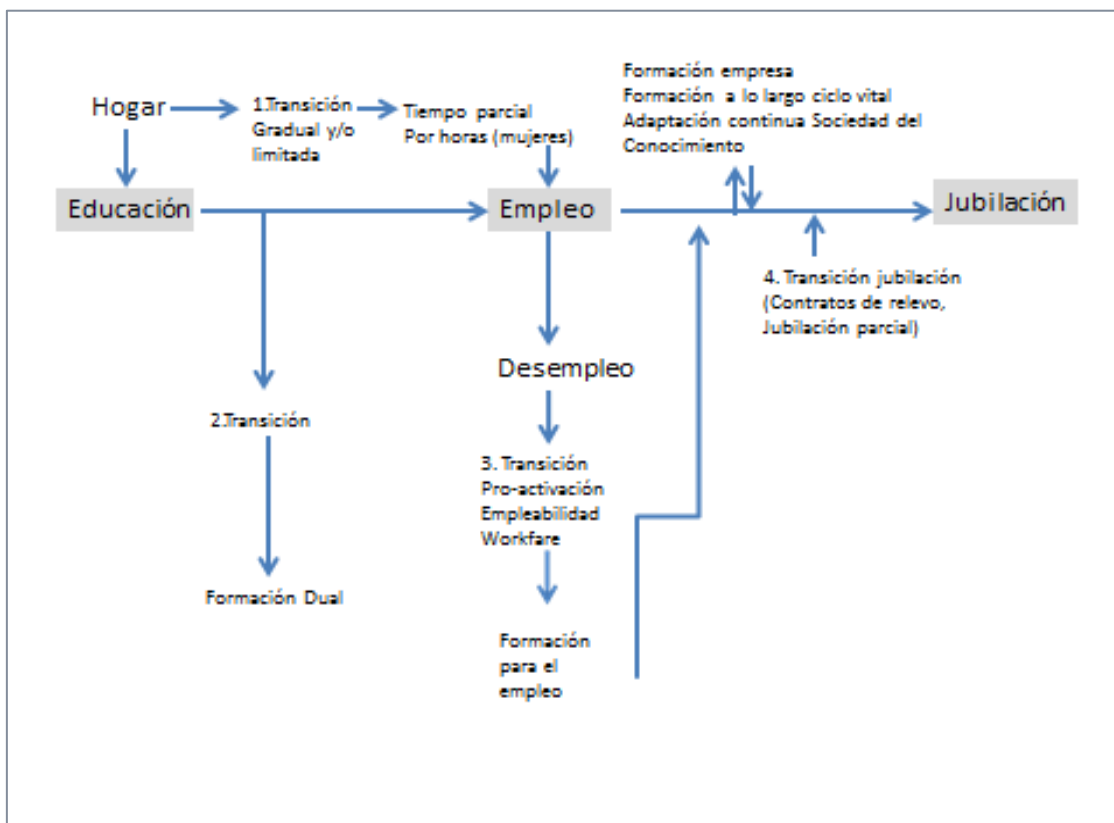 Formación empresa
Formación a lo largo ciclo vital
Adaptación continua Sociedad del
Conocimiento
Hogar
1.Transición
Gradual y/o
limitada
Tiempo parcial
Por horas (mujeres)
Educación
Empleo
Jubilación
4. Transición jubilación
(Contratos de relevo,
Jubilación parcial)
Desempleo
2.Transición
3. Transición
Pro-activación
Empleabilidad
Workfare
Formación Dual
Formación
para el
empleo